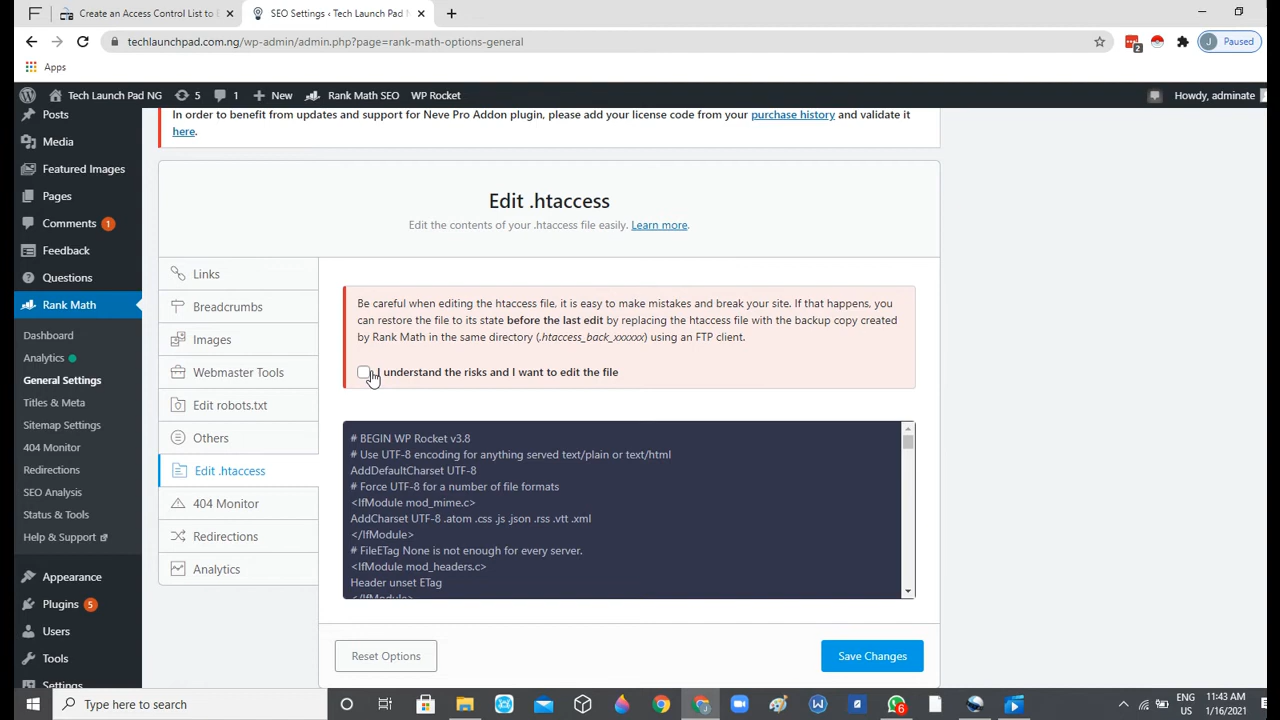 Create an Access Control List to E
SEO Settings ‹ Tech Launch Pad N
techlaunchpad.com.ng/wp-admin/admin.php?page=rank-math-options-general
2
J
Paused
Apps
Tech Launch Pad NG
5
1
New
Rank Math SEO
WP Rocket
Howdy, adminate
Posts
Media
Featured Images
Pages
Comments 1
Feedback
Questions
Rank Math
Dashboard
Analytics
General Settings
Titles & Meta
Sitemap Settings
404 Monitor
Redirections
SEO Analysis
Status & Tools
Help & Support
Appearance
Plugins 5
Users
Tools
Settings
In order to benefit from updates and support for Neve Pro Addon plugin, please add your license code from your purchase history and validate it
here.
Edit .htaccess
Edit the contents of your .htaccess file easily. Learn more.
Links
Breadcrumbs
Images
Webmaster Tools
Edit robots.txt
Others
Edit .htaccess
404 Monitor
Redirections
Analytics
Be careful when editing the htaccess file, it is easy to make mistakes and break your site. If that happens, you
can restore the file to its state before the last edit by replacing the htaccess file with the backup copy created
by Rank Math in the same directory (.htaccess_back_xxxxxx) using an FTP client.
I understand the risks and I want to edit the file
# BEGIN WP Rocket v3.8
# Use UTF-8 encoding for anything served text/plain or text/html
AddDefaultCharset UTF-8
# Force UTF-8 for a number of file formats
<IfModule mod_mime.c>
AddCharset UTF-8 .atom .css .js .json .rss .vtt .xml
</IfModule>
# FileETag None is not enough for every server.
<IfModule mod_headers.c>
Header unset ETag
</IfModule>
Reset Options
Save Changes
Type here to search
6
ENG
US
11:43 AM
1/16/2021